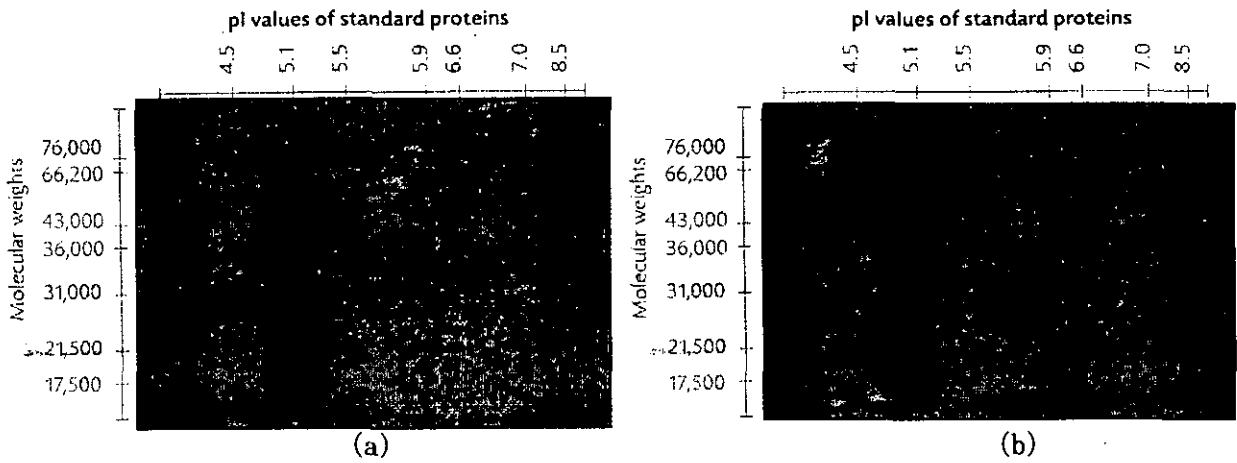 pI values of standard proteins
4.5 5.1 5.5 5.9 6.6 7.0 8.5
Molecular weights
76,000
66,200
43,000
36,000
31,000
21,500
17,500
(a)
pI values of standard proteins
4.5 5.1 5.5 5.9 6.6 7.0 8.5
Molecular weights
76,000
66,200
43,000
36,000
31,000
21,500
17,500
(b)